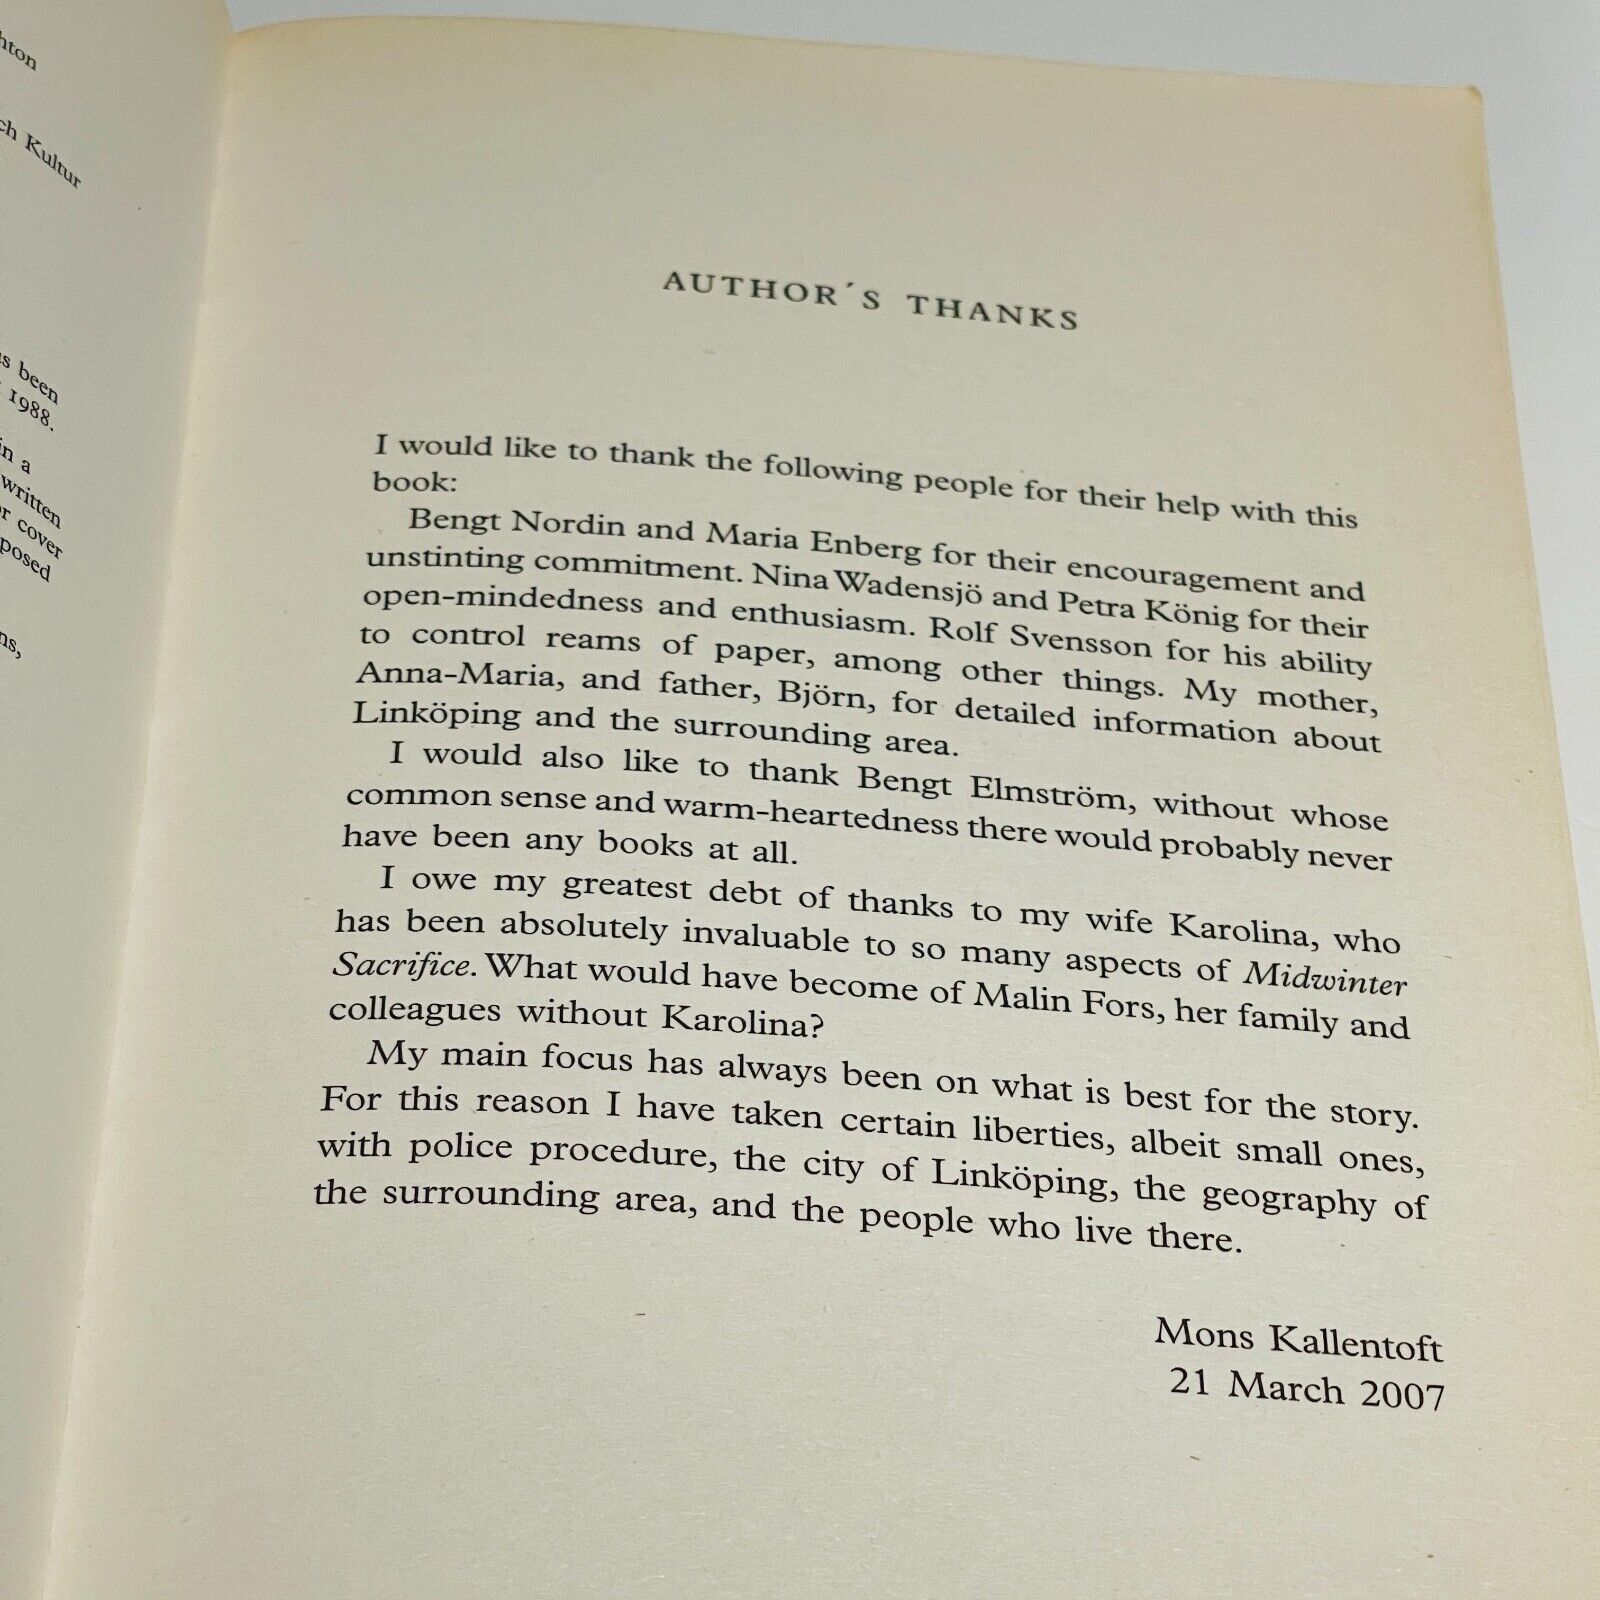 ch Kultur
been
1988.
in a
written
cover
AUTHOR´S THANKS
I would like to thank the following people for their help with this
book:
Bengt Nordin and Maria Enberg for their encouragement and
unstinting commitment. Nina Wadensjö and Petra König for their
open-mindedness and enthusiasm. Rolf Svensson for his ability
to control reams of paper, among other things. My mother,
Anna-Maria, and father, Björn, for detailed information about
Linköping and the surrounding area.
I would also like to thank Bengt Elmström, without whose
common sense and warm-heartedness there would probably never
have been any books at all.
I owe my greatest debt of thanks to my wife Karolina, who
has been absolutely invaluable to so many aspects of Midwinter
Sacrifice. What would have become of Malin Fors, her family and
colleagues without Karolina?
My main focus has always been on what is best for the story.
For this reason I have taken certain liberties, albeit small ones,
with police procedure, the city of Linköping, the geography of
the surrounding area, and the people who live there.
Mons Kallentoft
21 March 2007